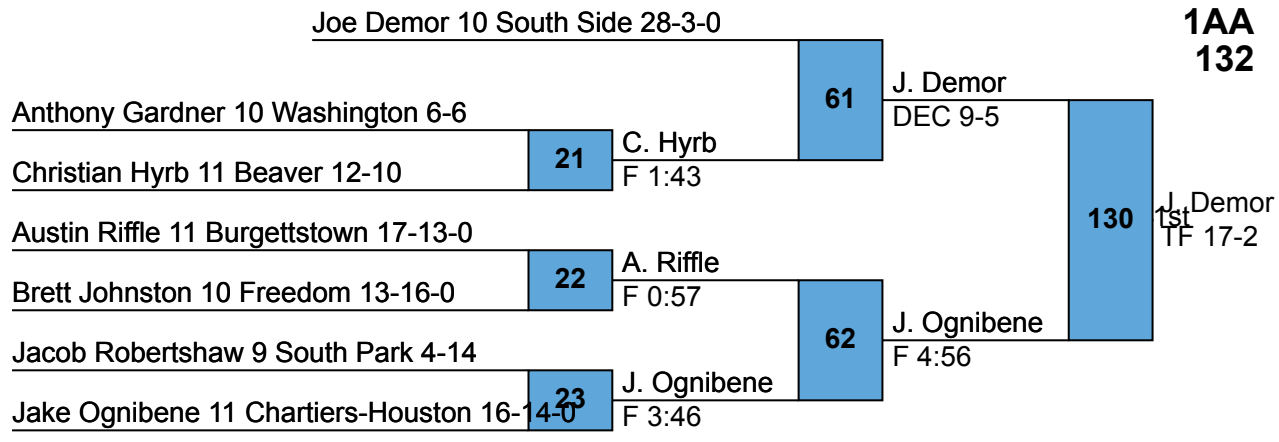 Joe Demor 10 South Side 28-3-0
1AA
132
61
J. Demor
DEC 9-5
Anthony Gardner 10 Washington 6-6
21
C. Hyrb
F 1:43
Christian Hyrb 11 Beaver 12-10
130
J. Demor
1st
TF 17-2
Austin Riffle 11 Burgettstown 17-13-0
22
A. Riffle
F 0:57
Brett Johnston 10 Freedom 13-16-0
62
J. Ognibene
F 4:56
Jacob Robertshaw 9 South Park 4-14
23
J. Ognibene
F 3:46
Jake Ognibene 11 Chartiers-Houston 16-14-0